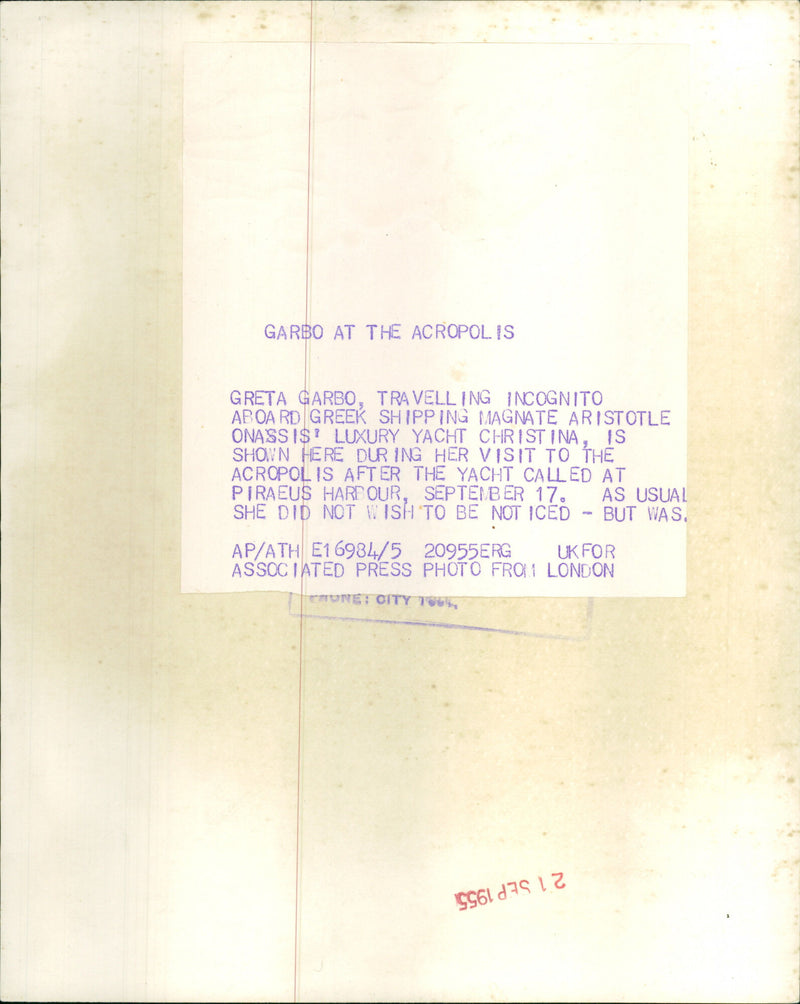 GARBO AT THE ACROPOLIS
GRETA GARBO, TRAVELLING INCOGNITO
ABOARD GREEK SHIPPING MAGNATE ARISTOTLE
ONASSIS' LUXURY YACHT CHRISTINA, IS
SHOWN HERE DURING HER VISIT TO THE
ACROPOLIS AFTER THE YACHT CALLED AT
PIRAEUS HARBOUR, SEPTEMBER 17. AS USUAL
SHE DID NOT WISH TO BE NOTICED - BUT WAS.
AP/ATH E16984/5 20955ERG UKFOR
ASSOCIATED PRESS PHOTO FROM LONDON
PHONE: CITY
21 SEP 1955